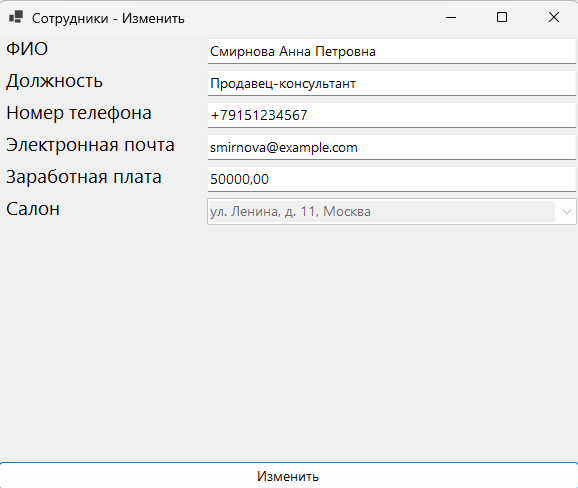 Сотрудники - Изменить
ФИО Смирнова Анна Петровна
Должность Продавец-консультант
Номер телефона +79151234567
Электронная почта smirnova@example.com
Заработная плата 50000,00
Салон ул. Ленина, д. 11, Москва
Изменить